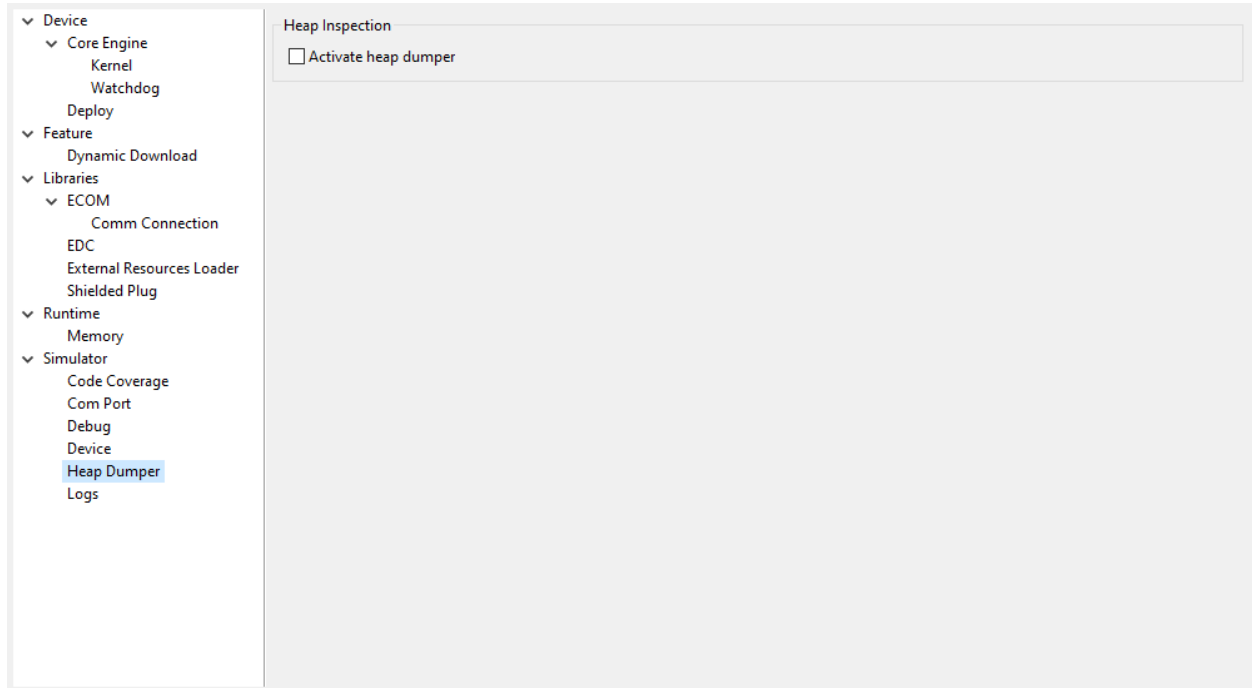 Device
Core Engine
Kernel
Watchdog
Deploy
Feature
Dynamic Download
Libraries
ECOM
Comm Connection
EDC
External Resources Loader
Shielded Plug
Runtime
Memory
Simulator
Code Coverage
Com Port
Debug
Device
Heap Dumper
Logs
Heap Inspection
Activate heap dumper